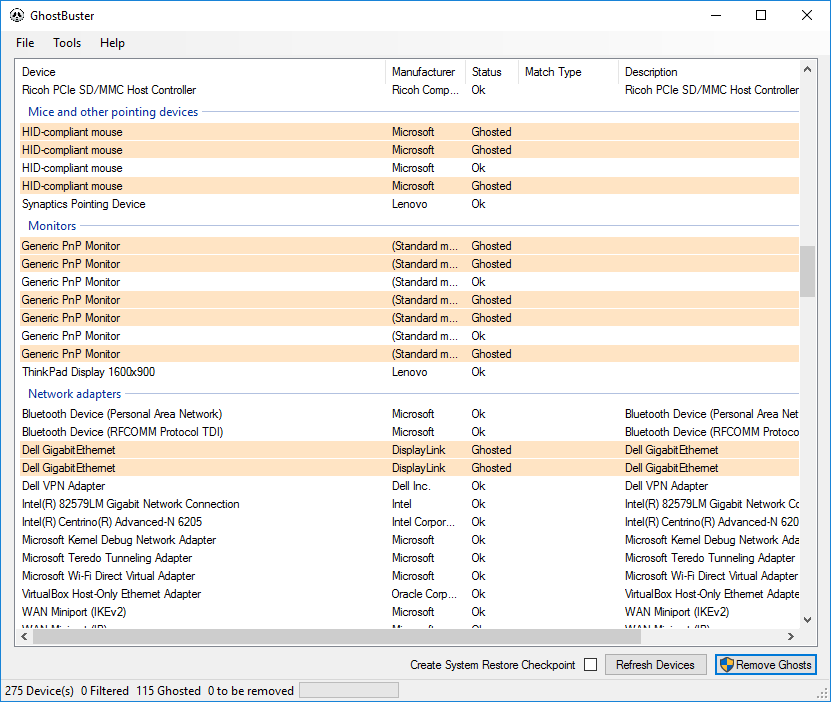 GhostBuster
File Tools Help
Device Manufacturer Status Match Type Description
Ricoh PCIe SD/MMC Host Controller Ricoh Comp... Ok Ricoh PCIe SD/MMC Host Controller
Mice and other pointing devices
HID-compliant mouse Microsoft Ghosted
HID-compliant mouse Microsoft Ghosted
HID-compliant mouse Microsoft Ok
HID-compliant mouse Microsoft Ghosted
Synaptics Pointing Device Lenovo Ok
Monitors
Generic PnP Monitor (Standard m... Ghosted
Generic PnP Monitor (Standard m... Ghosted
Generic PnP Monitor (Standard m... Ok
Generic PnP Monitor (Standard m... Ghosted
Generic PnP Monitor (Standard m... Ghosted
Generic PnP Monitor (Standard m... Ok
Generic PnP Monitor (Standard m... Ghosted
ThinkPad Display 1600x900 Lenovo Ok
Network adapters
Bluetooth Device (Personal Area Network) Microsoft Ok Bluetooth Device (Personal Area Net
Bluetooth Device (RFCOMM Protocol TDI) Microsoft Ok Bluetooth Device (RFCOMM Protoco
Dell GigabitEthernet DisplayLink Ghosted Dell GigabitEthernet
Dell GigabitEthernet DisplayLink Ghosted Dell GigabitEthernet
Dell VPN Adapter Dell Inc. Ok Dell VPN Adapter
Intel(R) 82579LM Gigabit Network Connection Intel Ok Intel(R) 82579LM Gigabit Network Co
Intel(R) Centrino(R) Advanced-N 6205 Intel Corpor... Ok Intel(R) Centrino(R) Advanced-N 620
Microsoft Kernel Debug Network Adapter Microsoft Ok Microsoft Kernel Debug Network Ada
Microsoft Teredo Tunneling Adapter Microsoft Ok Microsoft Teredo Tunneling Adapter
Microsoft Wi-Fi Direct Virtual Adapter Microsoft Ok Microsoft Wi-Fi Direct Virtual Adapter
VirtualBox Host-Only Ethernet Adapter Oracle Corp... Ok VirtualBox Host-Only Ethernet Adapte
WAN Miniport (IKEv2) Microsoft Ok WAN Miniport (IKEv2)
WAN Miniport (IP) Microsoft Ok WAN Miniport (IP)
Create System Restore Checkpoint Refresh Devices Remove Ghosts
275 Device(s) 0 Filtered 115 Ghosted 0 to be removed